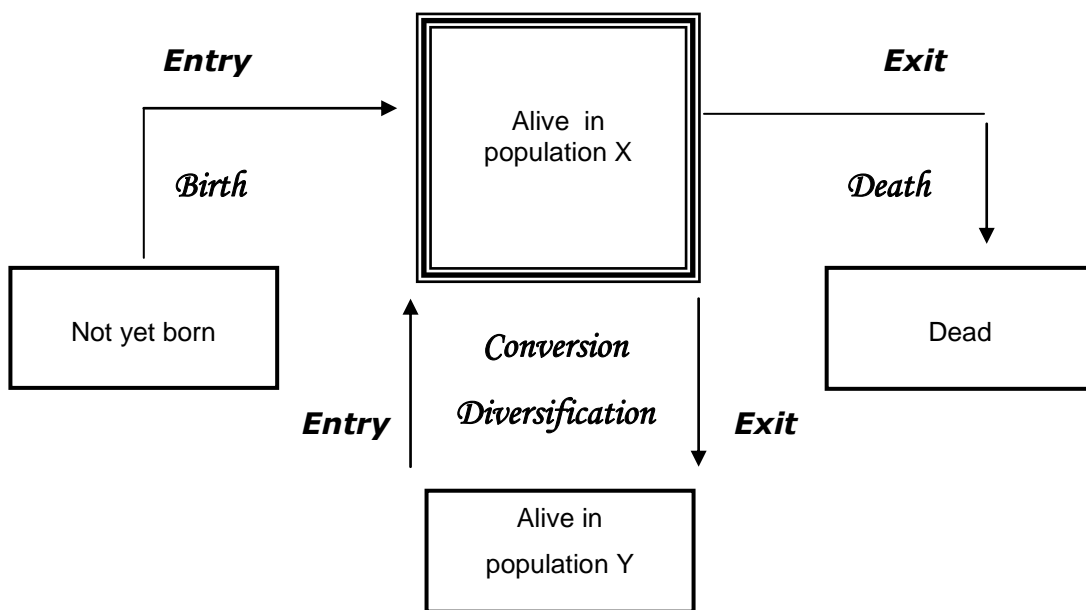 Entry
Exit
Alive in
population X
Birth
Death
Not yet born
Conversion
Dead
Diversification
Entry
Exit
Alive in
population Y